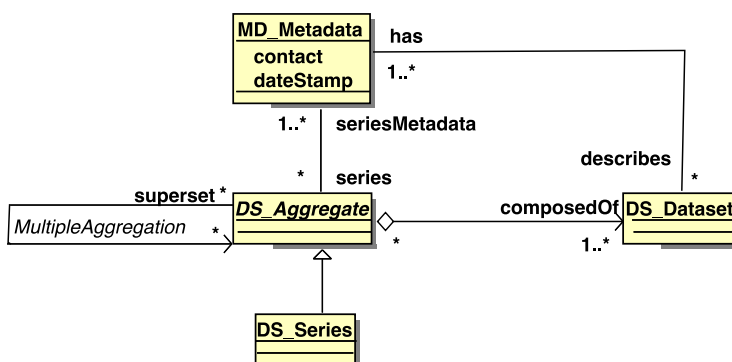 MD_Metadata
contact
dateStamp
has
1..*
1..*
seriesMetadata
describes
*
*
series
superset *
MultipleAggregation
*
DS_Aggregate
composedOf
*
1..*
DS_Dataset
DS_Series